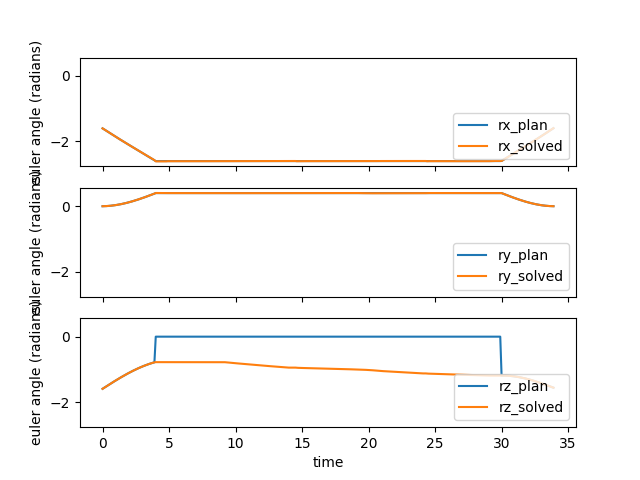 euler angle (radians)
0
−2
rx_plan
rx_solved
euler angle (radians)
0
−2
ry_plan
ry_solved
euler angle (radians)
0
−2
rz_plan
rz_solved
0 5 10 15 20 25 30 35
time